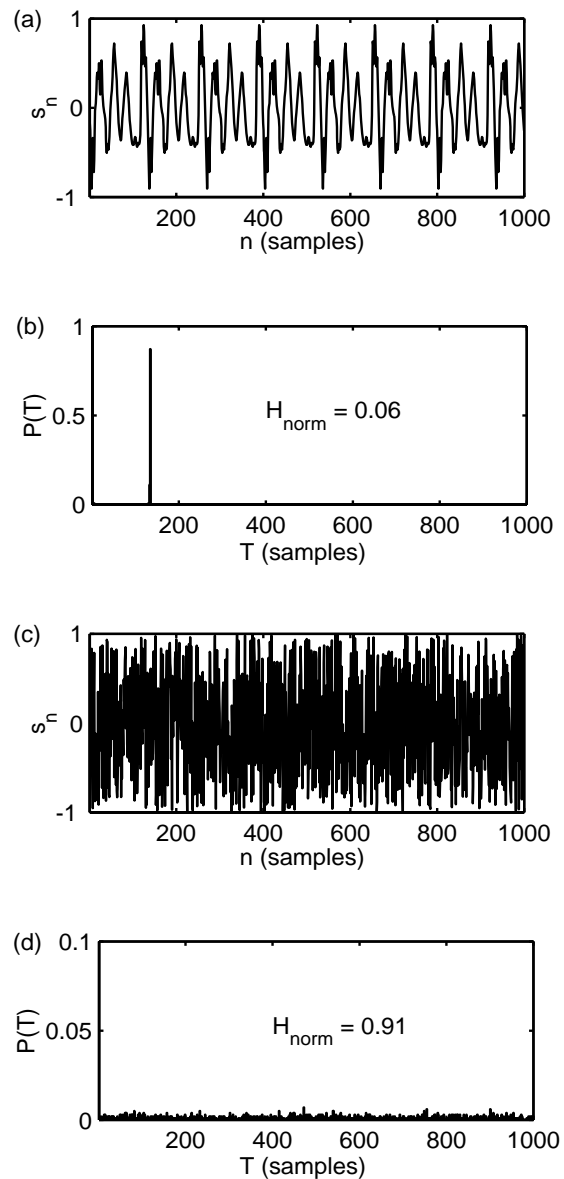 (a)
1
0
-1
s_n
200 400 600 800 1000
n (samples)
(b)
1
0.5
0
P(T)
H_norm = 0.06
200 400 600 800 1000
T (samples)
(c)
1
0
-1
s_n
200 400 600 800 1000
n (samples)
(d)
0.1
0.05
0
P(T)
H_norm = 0.91
200 400 600 800 1000
T (samples)